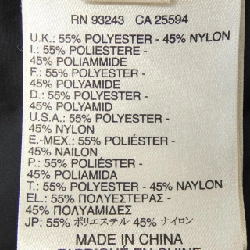 RN 93243 CA 25594
U.K.: 55% POLYESTER - 45% NYLON
I.: 55% POLIESTERE -
45% POLIAMMIDE
F.: 55% POLYESTER -
45% POLYAMIDE
D.: 55% POLYESTER -
45% POLYAMID
U.S.A.: 55% POLYESTER -
45% NYLON
E.-MEX.: 55% POLIÉSTER -
45% NAILON
P.: 55% POLIÉSTER -
45% POLIAMIDA
T.: 55% POLYESTER - 45% NAYLON
EL.: 55% ΠΟΛΥΕΣΤΕΡΑΣ -
45% ΠΟΛΥΑΜΙΔΕΣ
JP.: 55% ポリエステル 45% ナイロン
MADE IN CHINA
FABRIQUÉ EN CHINE